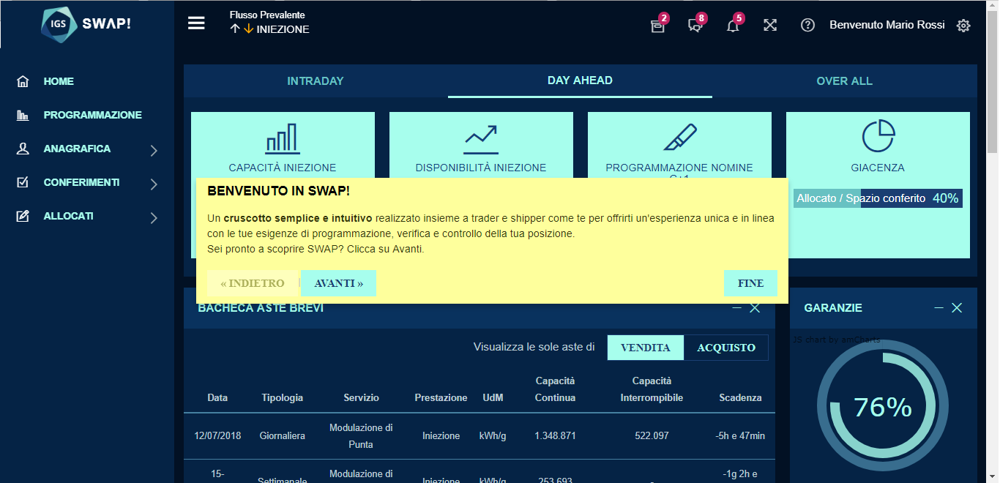 IGS SWAP!
Flusso Prevalente
INIEZIONE
2
8
5
Benvenuto Mario Rossi
HOME
PROGRAMMAZIONE
ANAGRAFICA
CONFERIMENTI
ALLOCATI
INTRADAY
DAY AHEAD
OVER ALL
CAPACITÀ INIEZIONE
DISPONIBILITÀ INIEZIONE
PROGRAMMAZIONE NOMINE
GIACENZA
Allocato / Spazio conferito 40%
BENVENUTO IN SWAP!
Un cruscotto semplice e intuitivo realizzato insieme a trader e shipper come te per offrirti un'esperienza unica e in linea
con le tue esigenze di programmazione, verifica e controllo della tua posizione.
Sei pronto a scoprire SWAP? Clicca su Avanti.
« INDIETRO
AVANTI »
FINE
BACHECA ASTE BREVI
Visualizza le sole aste di VENDITA ACQUISTO
Data Tipologia Servizio Prestazione UdM Capacità Continua Capacità Interrompibile Scadenza
12/07/2018 Giornaliera Modulazione di Punta Iniezione kWh/g 1.348.871 522.097 -5h e 47min
15- Settimanale Modulazione di Iniezione kWh/g 253.693 - -1g 2h e
GARANZIE
JS chart by amCharts
76%